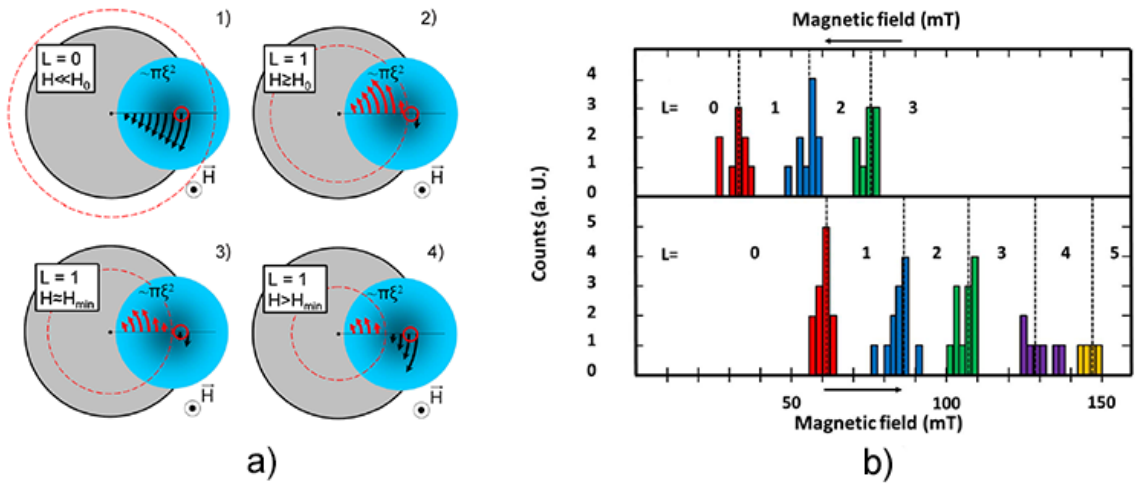 1)
L = 0
H≪H₀
~πξ²
H
2)
L = 1
H≥H₀
~πξ²
H
3)
L = 1
H≈Hmin
~πξ²
H
4)
L = 1
H>Hmin
~πξ²
H
a)
Magnetic field (mT)
Counts (a. U.)
4
3
2
1
0
L= 0 1 2 3
5
4
3
2
1
0
L= 0 1 2 3 4 5
50 100 150
Magnetic field (mT)
b)